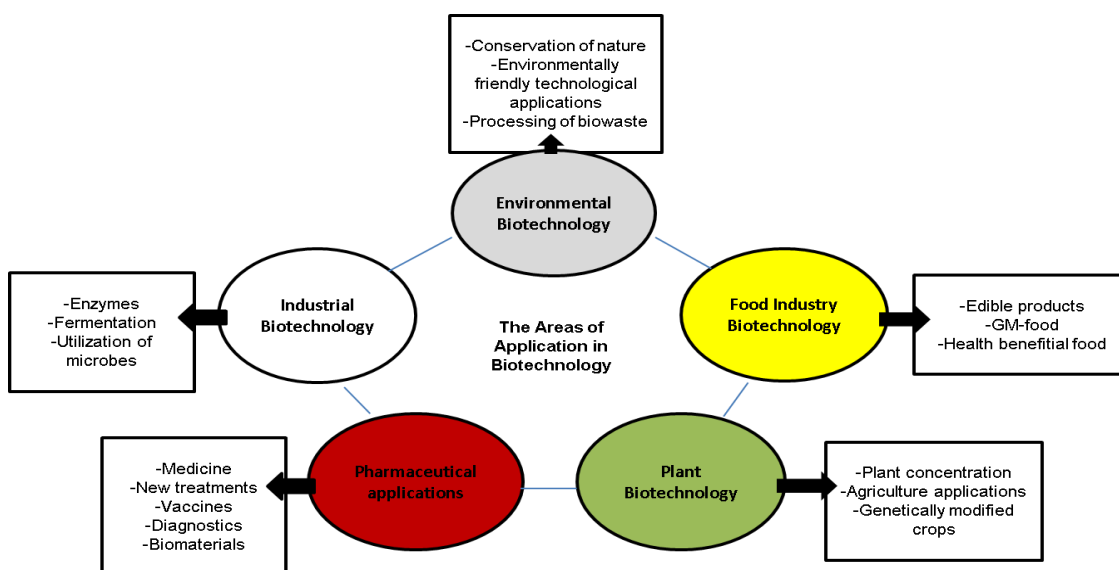 -Conservation of nature
-Environmentally
friendly technological
applications
-Processing of biowaste
Environmental
Biotechnology
-Enzymes
-Fermentation
-Utilization of
microbes
Industrial
Biotechnology
The Areas of
Application in
Biotechnology
Food Industry
Biotechnology
-Edible products
-GM-food
-Health benefitial food
-Medicine
-New treatments
-Vaccines
-Diagnostics
-Biomaterials
Pharmaceutical
applications
Plant
Biotechnology
-Plant concentration
-Agriculture applications
-Genetically modified
crops